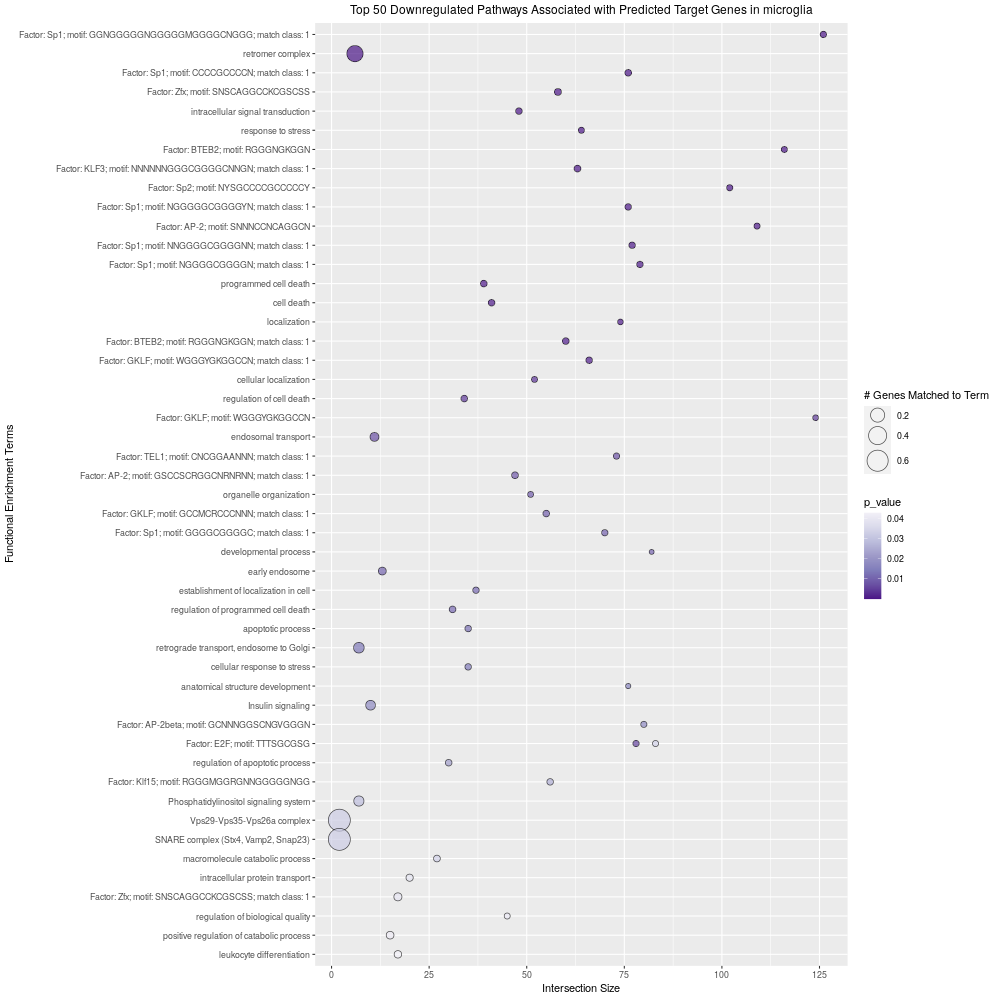 Top 50 Downregulated Pathways Associated with Predicted Target Genes in microglia
Functional Enrichment Terms
Factor: Sp1; motif: GGNGGGGGNGGGGGMGGGGCNGGG; match class: 1
retromer complex
Factor: Sp1; motif: CCCCGCCCCN; match class: 1
Factor: Zfx; motif: SNSCAGGCCKCGSCSS
intracellular signal transduction
response to stress
Factor: BTEB2; motif: RGGGNGKGGN
Factor: KLF3; motif: NNNNNNGGGCGGGGCNNGN; match class: 1
Factor: Sp2; motif: NYSGCCCCGCCCCCY
Factor: Sp1; motif: NGGGGGCGGGGYN; match class: 1
Factor: AP-2; motif: SNNNCCNCAGGCN
Factor: Sp1; motif: NNGGGGCGGGGNN; match class: 1
Factor: Sp1; motif: NGGGGCGGGGN; match class: 1
programmed cell death
cell death
localization
Factor: BTEB2; motif: RGGGNGKGGN; match class: 1
Factor: GKLF; motif: WGGGYGKGGCCN; match class: 1
cellular localization
regulation of cell death
Factor: GKLF; motif: WGGGYGKGGCCN
endosomal transport
Factor: TEL1; motif: CNCGGAANNN; match class: 1
Factor: AP-2; motif: GSCCSCRGGCNRNRNN; match class: 1
organelle organization
Factor: GKLF; motif: GCCMCRCCCNNN; match class: 1
Factor: Sp1; motif: GGGGCGGGGC; match class: 1
developmental process
early endosome
establishment of localization in cell
regulation of programmed cell death
apoptotic process
retrograde transport, endosome to Golgi
cellular response to stress
anatomical structure development
Insulin signaling
Factor: AP-2beta; motif: GCNNNGGSCNGVGGGN
Factor: E2F; motif: TTTSGCGSG
regulation of apoptotic process
Factor: Klf15; motif: RGGGMGGRGNNGGGGGNGG
Phosphatidylinositol signaling system
Vps29-Vps35-Vps26a complex
SNARE complex (Stx4, Vamp2, Snap23)
macromolecule catabolic process
intracellular protein transport
Factor: Zfx; motif: SNSCAGGCCKCGSCSS; match class: 1
regulation of biological quality
positive regulation of catabolic process
leukocyte differentiation
0 25 50 75 100 125
Intersection Size
# Genes Matched to Term
0.2
0.4
0.6
p_value
0.04
0.03
0.02
0.01